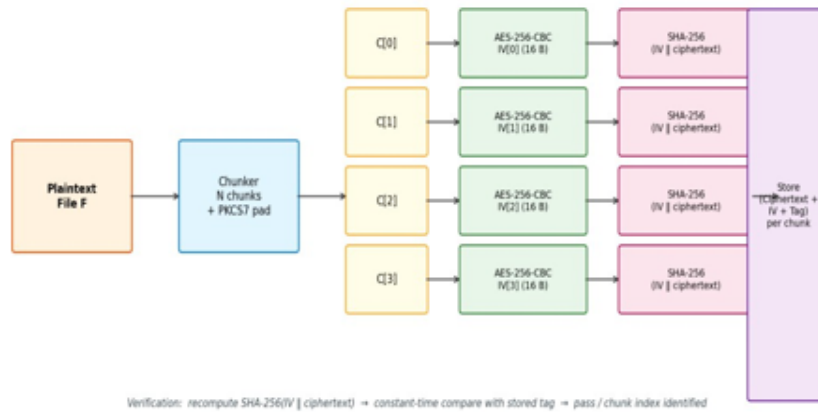 Plaintext
File F
Chunker
N chunks
+ PKCS7 pad
C[0]
AES-256-CBC
IV[0] (16 B)
SHA-256
(IV ∥ ciphertext)
C[1]
AES-256-CBC
IV[1] (16 B)
SHA-256
(IV ∥ ciphertext)
C[2]
AES-256-CBC
IV[2] (16 B)
SHA-256
(IV ∥ ciphertext)
C[3]
AES-256-CBC
IV[3] (16 B)
SHA-256
(IV ∥ ciphertext)
Store
(Ciphertext +
IV + Tag)
per chunk
Verification: recompute SHA-256(IV ∥ ciphertext) → constant-time compare with stored tag → pass / chunk index identified